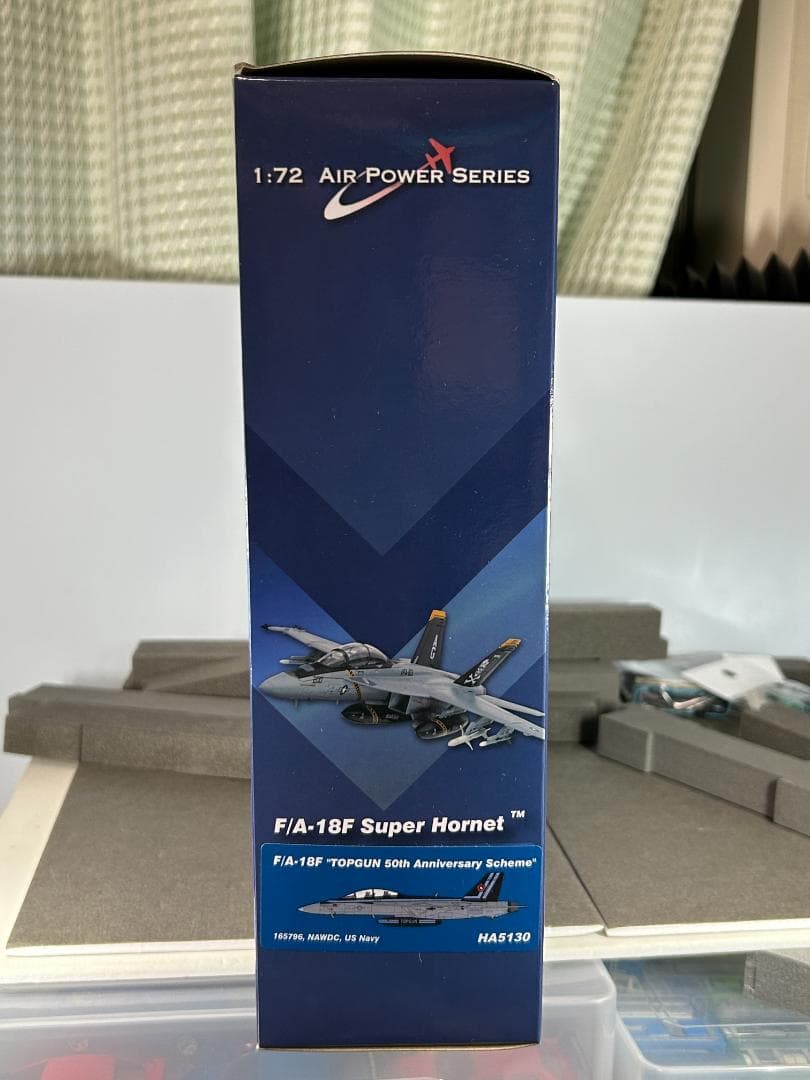 1:72 AIR POWER SERIES
F/A-18F Super Hornet ™
F/A-18F "TOPGUN 50th Anniversary Scheme"
TOPGUN
165796, NAWDC, US Navy
HA5130